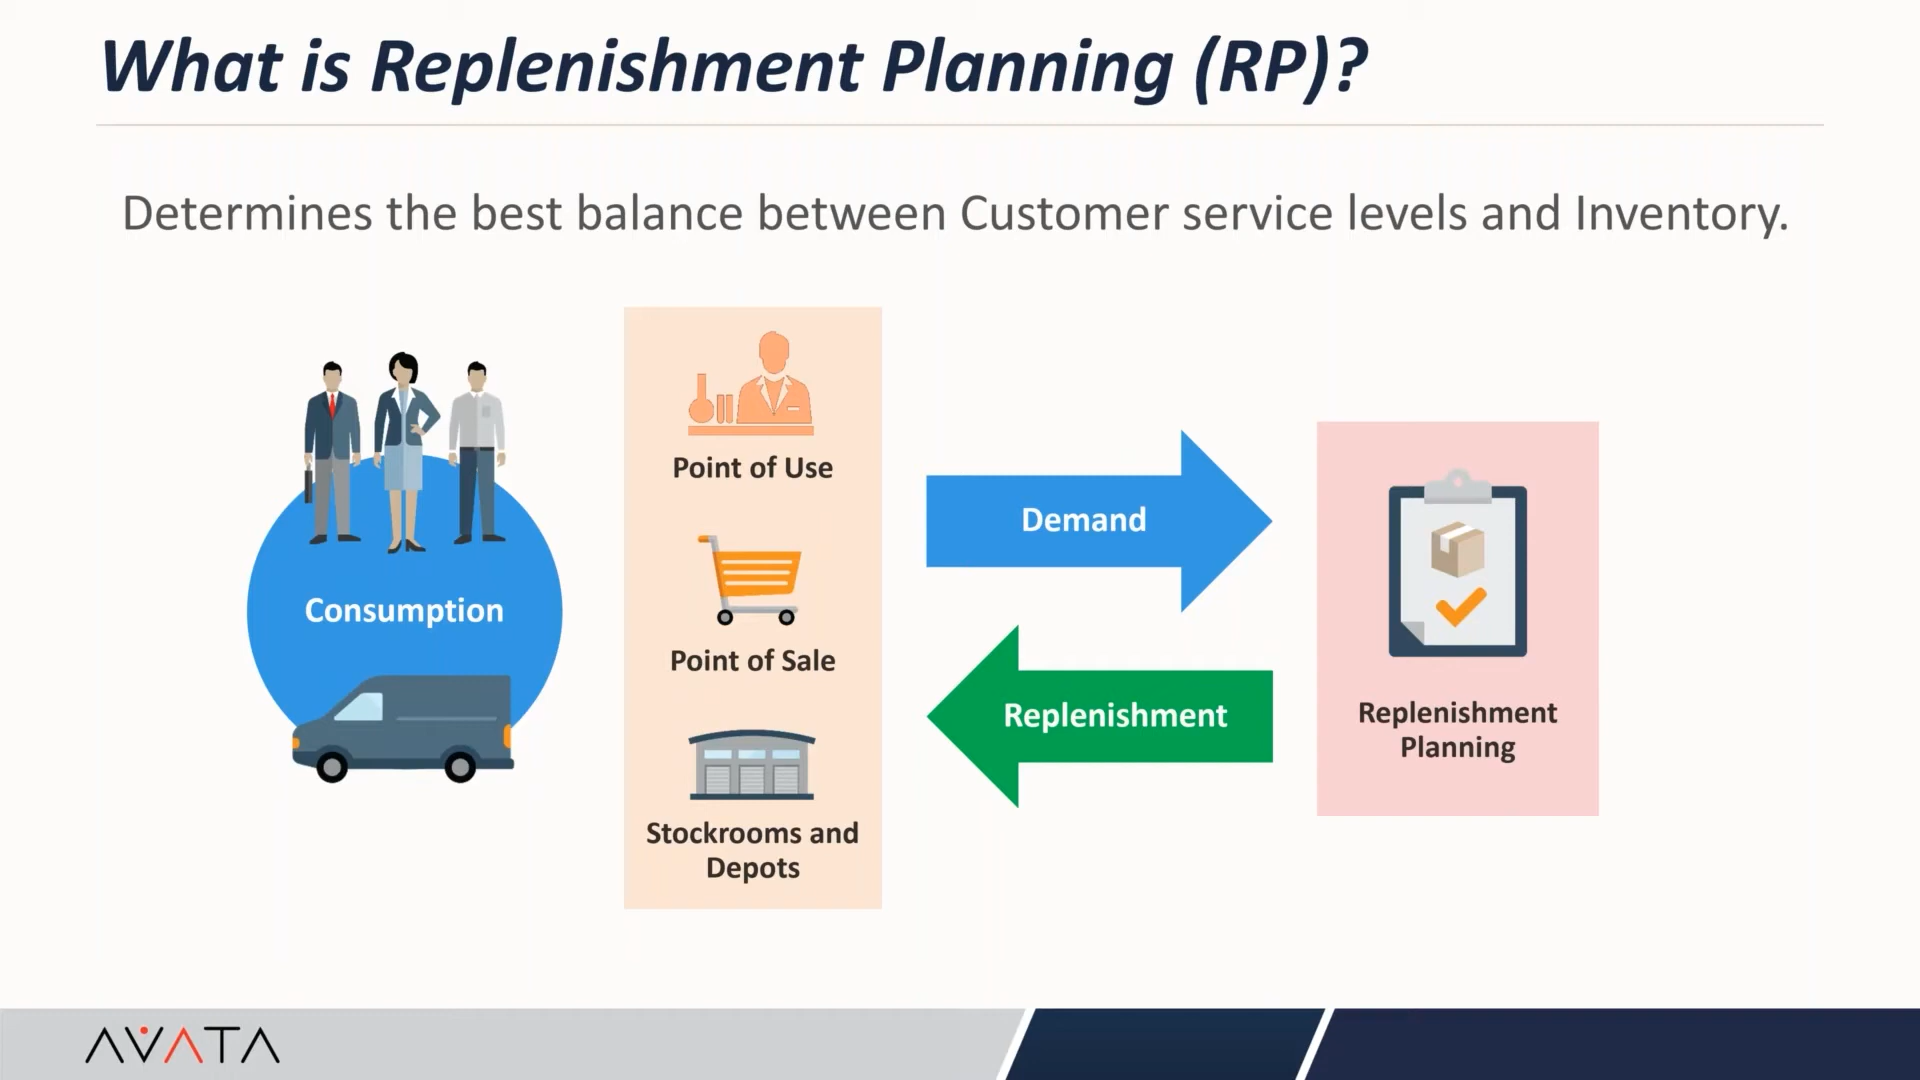 What is Replenishment Planning (RP)?
Determines the best balance between Customer service levels and Inventory.
Consumption
Point of Use
Point of Sale
Stockrooms and
Depots
Demand
Replenishment
Replenishment
Planning
AVATA